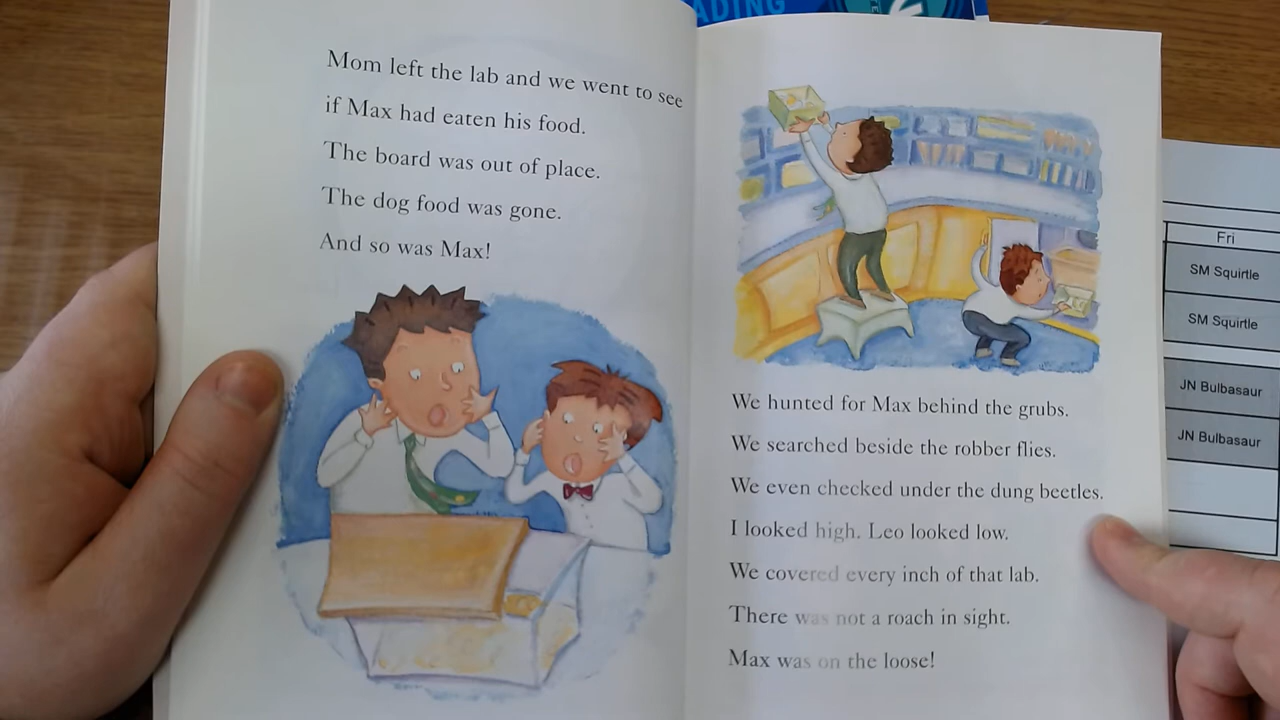 ADING
Mom left the lab and we went to see
if Max had eaten his food.
The board was out of place.
The dog food was gone.
And so was Max!
We hunted for Max behind the grubs.
We searched beside the robber flies.
We even checked under the dung beetles.
I looked high. Leo looked low.
We covered every inch of that lab.
There was not a roach in sight.
Max was on the loose!
Fri
SM Squirtle
SM Squirtle
JN Bulbasaur
JN Bulbasaur